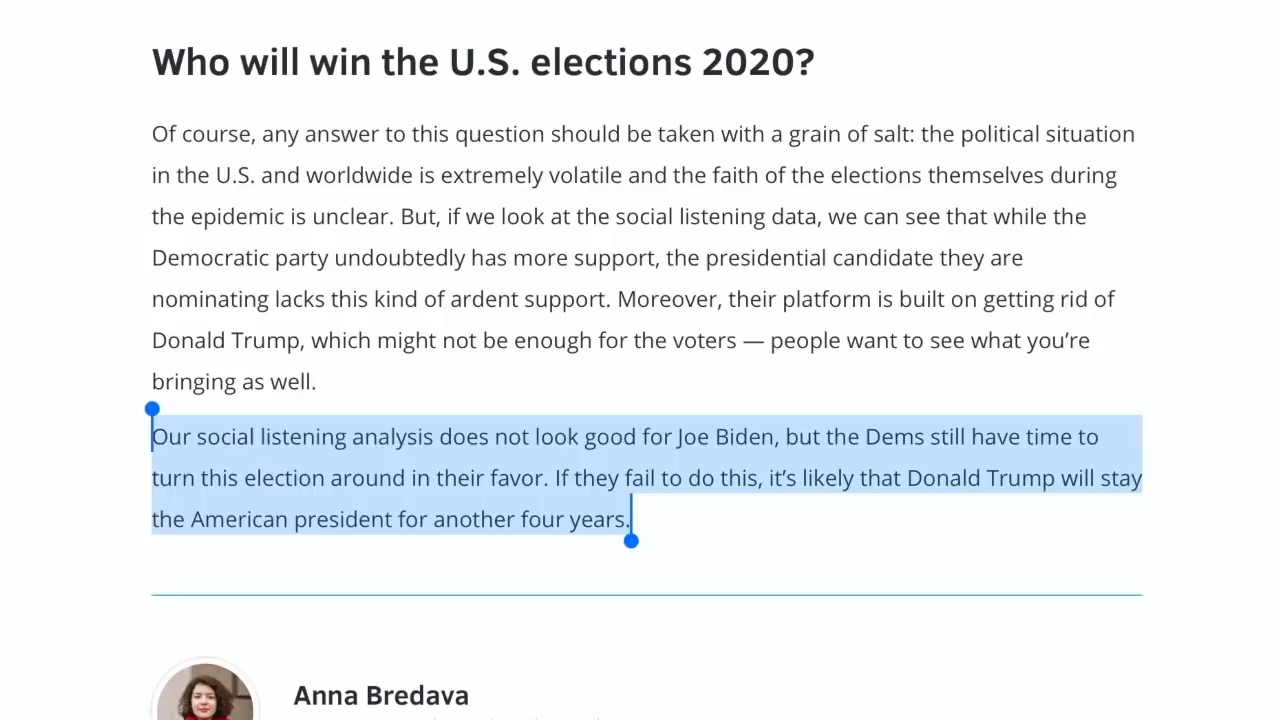 Who will win the U.S. elections 2020?
Of course, any answer to this question should be taken with a grain of salt: the political situation
in the U.S. and worldwide is extremely volatile and the faith of the elections themselves during
the epidemic is unclear. But, if we look at the social listening data, we can see that while the
Democratic party undoubtedly has more support, the presidential candidate they are
nominating lacks this kind of ardent support. Moreover, their platform is built on getting rid of
Donald Trump, which might not be enough for the voters — people want to see what you’re
bringing as well.
Our social listening analysis does not look good for Joe Biden, but the Dems still have time to
turn this election around in their favor. If they fail to do this, it’s likely that Donald Trump will stay
the American president for another four years.
Anna Bredava